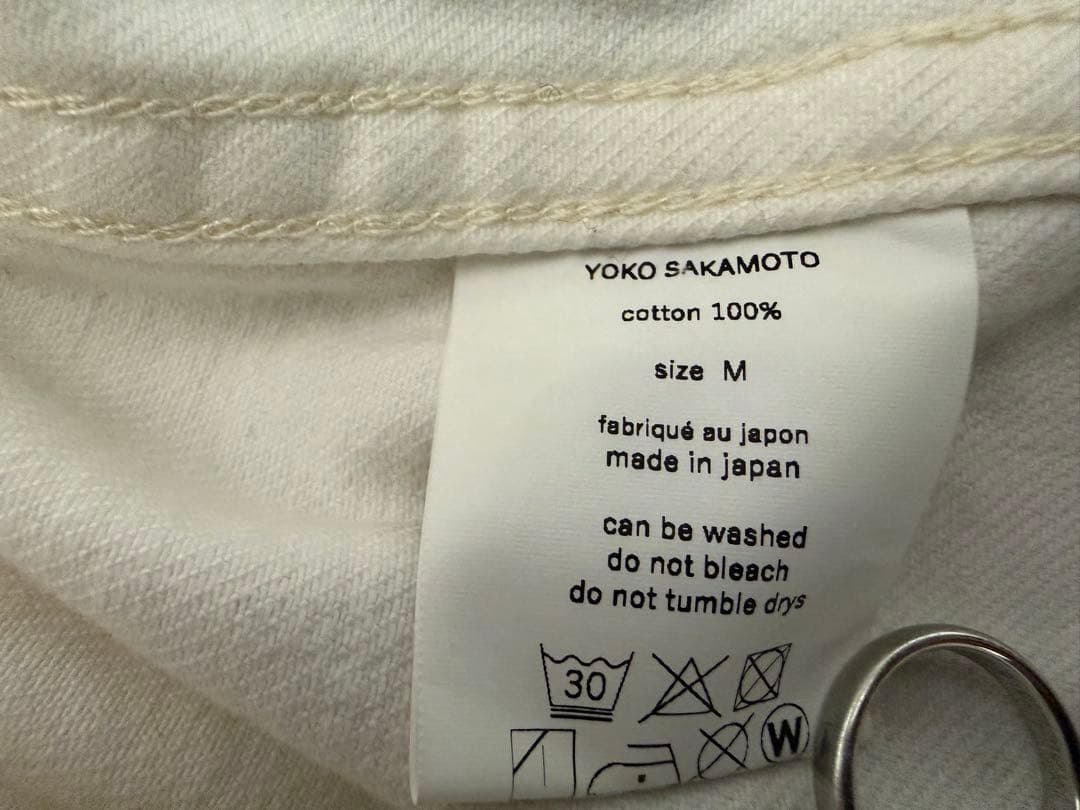 YOKO SAKAMOTO
cotton 100%
size M
fabriqué au japon
made in japan
can be washed
do not bleach
do not tumble drys
30
W